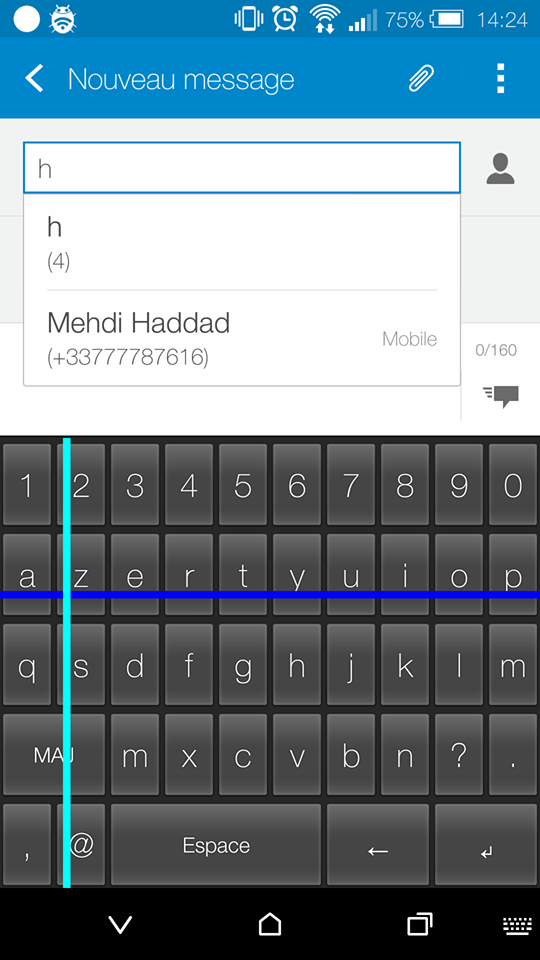 75% 14:24
Nouveau message
h
h
(4)
Mehdi Haddad
Mobile
(+33777787616)
0/160
1 2 3 4 5 6 7 8 9 0
a z e r t y u i o p
q s d f g h j k l m
MAJ m x c v b n ? .
, @ Espace ← ↵